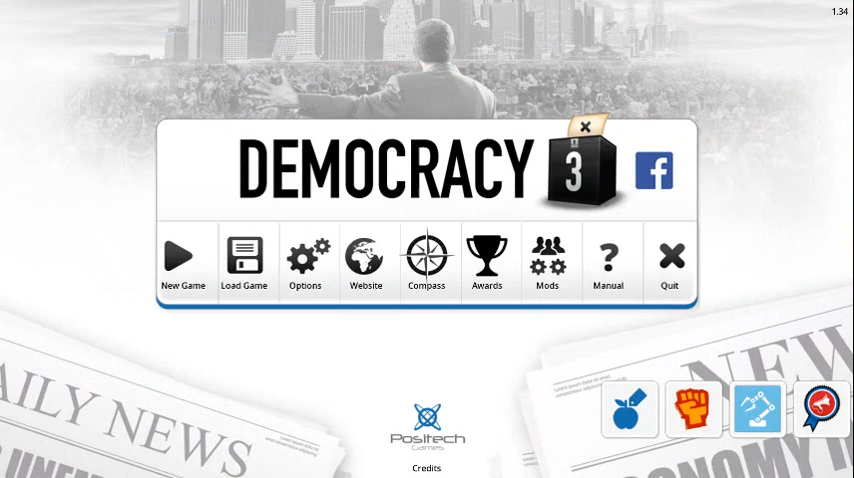 1.34
DEMOCRACY 3
New Game
Load Game
Options
Website
Compass
Awards
Mods
Manual
Quit
AILY NEWS
NEW
ONOMY I
Positech
Games
Credits